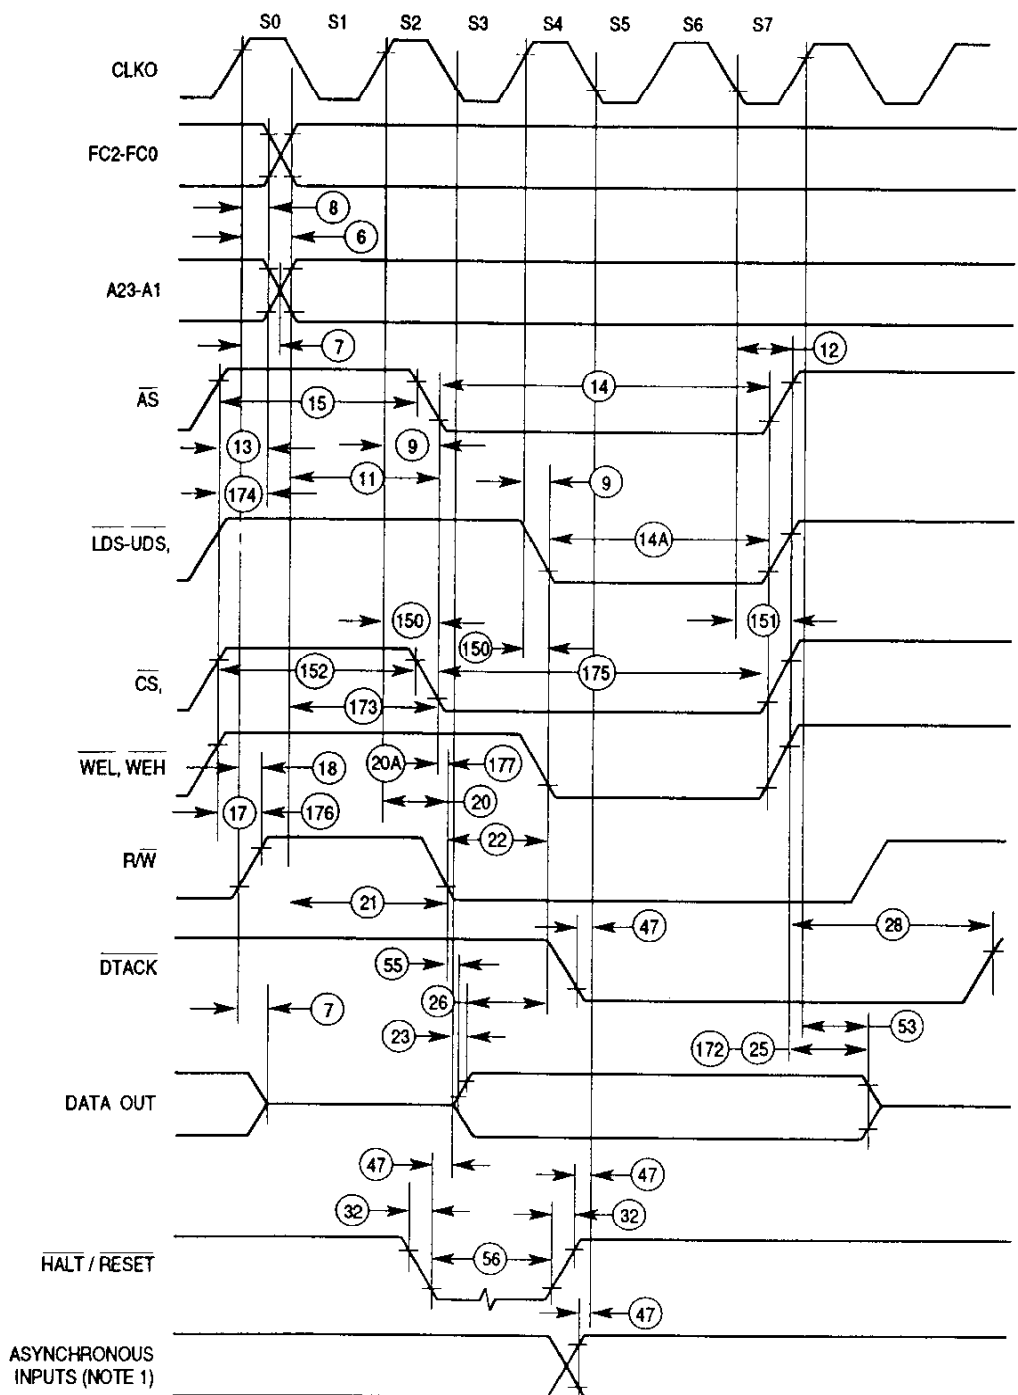 S0 S1 S2 S3 S4 S5 S6 S7
CLKO
FC2-FC0
8
6
A23-A1
7
12
AS
14
15
13
9
11
174
9
LDS-UDS,
14A
150
151
150
CS,
152
175
173
WEL, WEH
18
20A
177
20
17
176
22
R/W
21
47
28
DTACK
55
26
7
23
53
172
25
DATA OUT
47
47
32
32
HALT / RESET
56
47
ASYNCHRONOUS
INPUTS (NOTE 1)